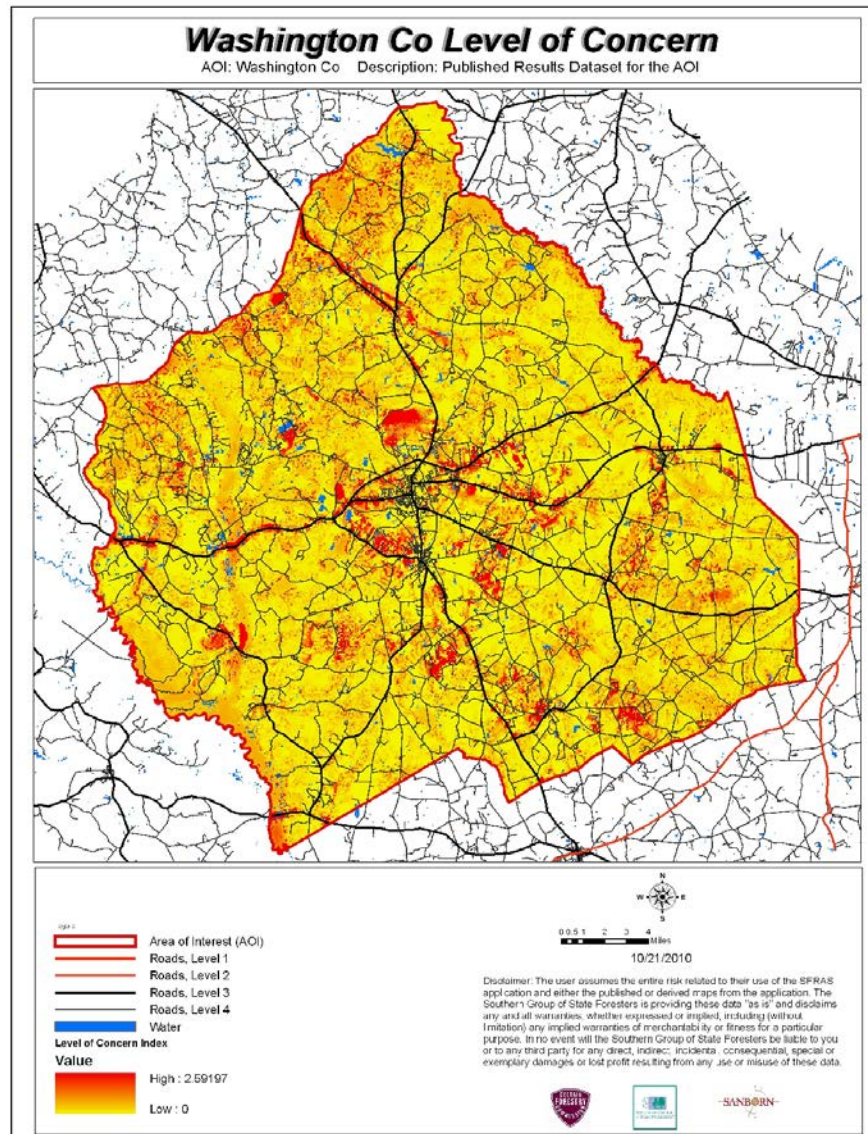 Washington Co Level of Concern
AOI: Washington Co Description: Published Results Dataset for the AOI
N
W E
S
0 0.5 1 2 3 4
Miles
10/21/2010
Area of Interest (AOI)
Roads, Level 1
Roads, Level 2
Roads, Level 3
Roads, Level 4
Water
Level of Concern Index
Value
High : 2.59197
Low : 0
Disclaimer: The user assumes the entire risk related to their use of the SFRAS
application and either the published or derived maps from the application. The
Southern Group of State Foresters is providing these data "as is" and disclaims
any and all warranties, whether expressed or implied, including (without
limitation) any implied warranties of merchantability or fitness for a particular
purpose. In no event will the Southern Group of State Foresters be liable to you
or to any third party for any direct, indirect, incidental, consequential, special or
exemplary damages or lost profit resulting from any use or misuse of these data.
GEORGIA
FORESTRY
COMMISSION
SANBORN